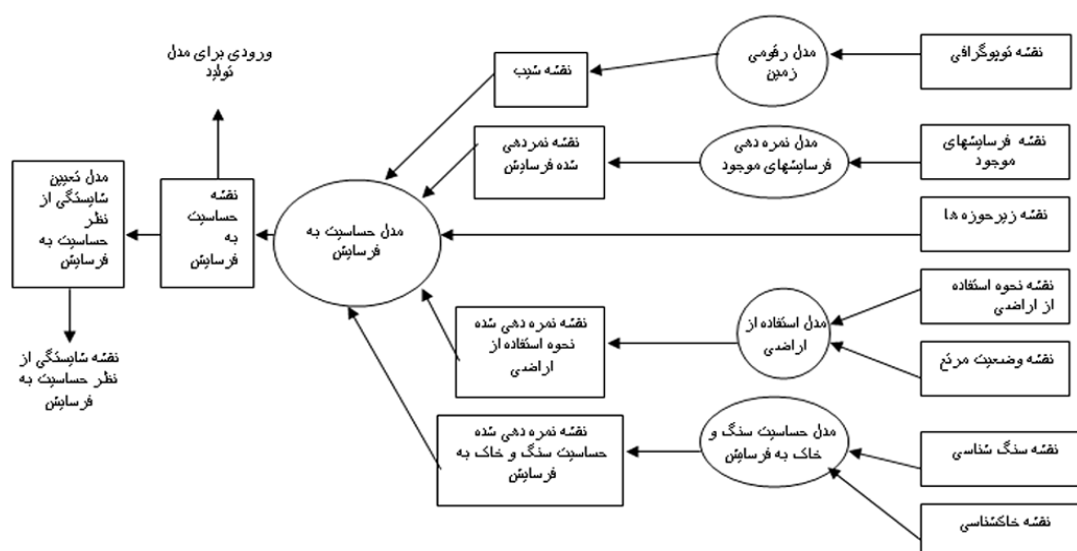 نقشه توپوگرافی
مدل رقومی
زمین
نقشه شیب
ورودی برای مدل
تولید
نقشه فرسایشهای
موجود
مدل نمره دهی
فرسایشهای موجود
نقشه نمردهی
شده فرسایش
نقشه زیرحوزه ها
مدل حساسیت به
فرسایش
نقشه
حساسیت
به
فرسایش
مدل تعیین
شایستگی از
نظر
حساسیت به
فرسایش
نقشه شایستگی از
نظر حساسیت به
فرسایش
نقشه نحوه استفاده
از اراضی
نقشه وضعیت مرتع
مدل استفاده از
اراضی
نقشه نمره دهی شده
نحوه استفاده از
اراضی
نقشه سنگ شناسی
نقشه خاکشناسی
مدل حساسیت سنگ و
خاک به فرسایش
نقشه نمره دهی شده
حساسیت سنگ و خاک به
فرسایش